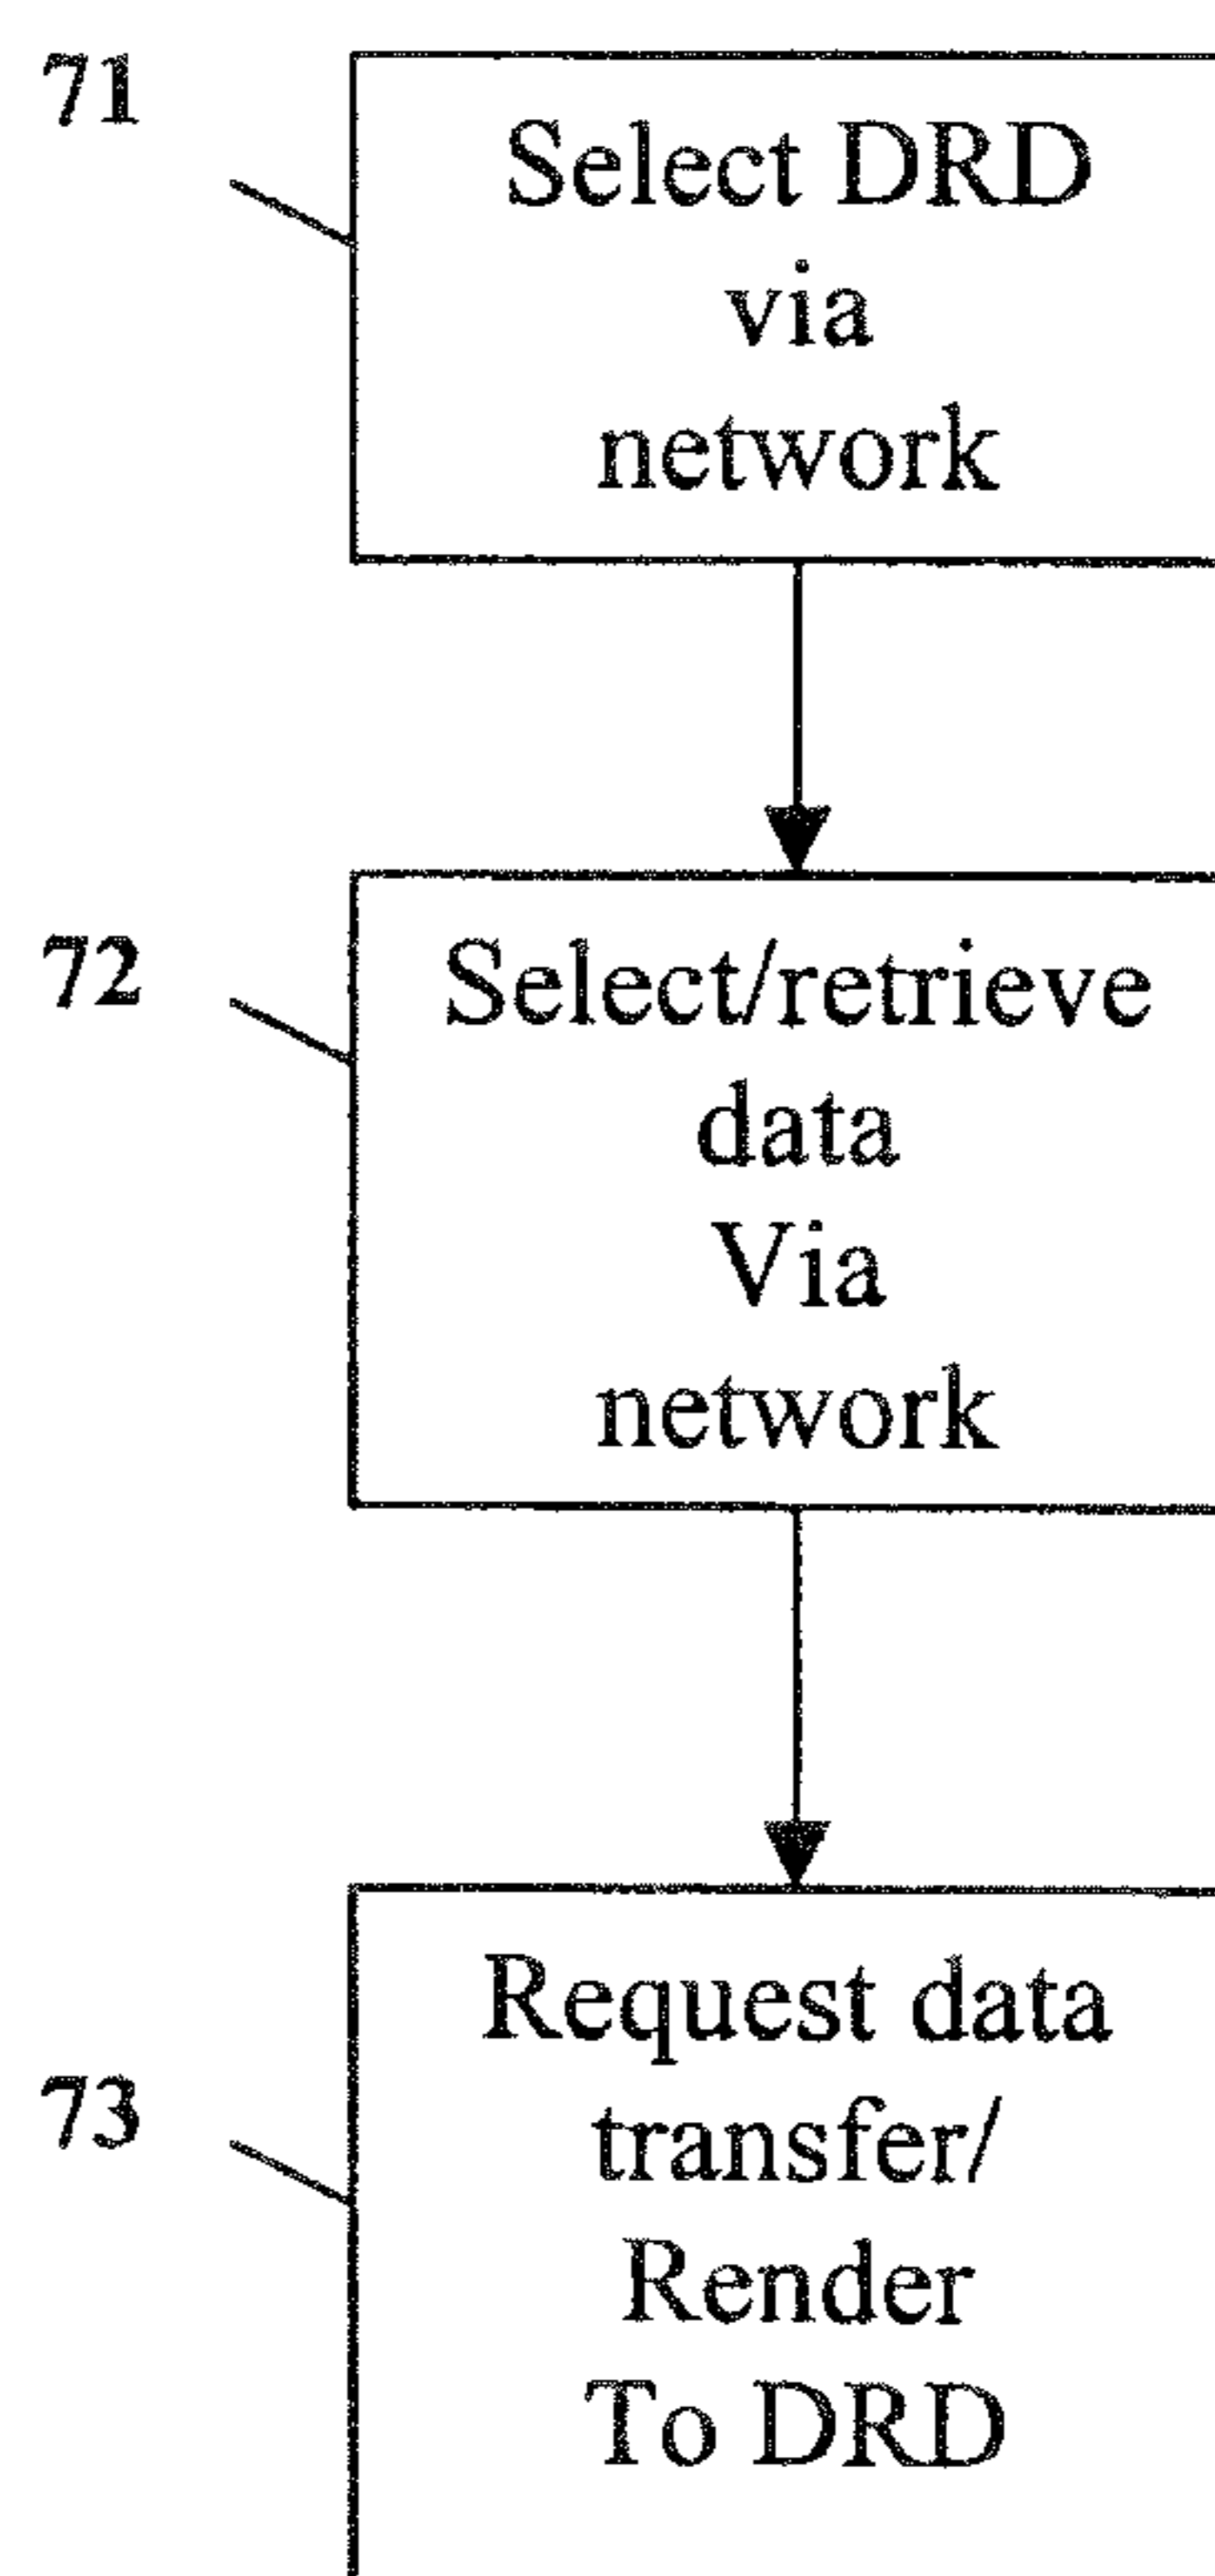 71
Select DRD
via
network
72
Select/retrieve
data
Via
network
73
Request data
transfer/
Render
To DRD